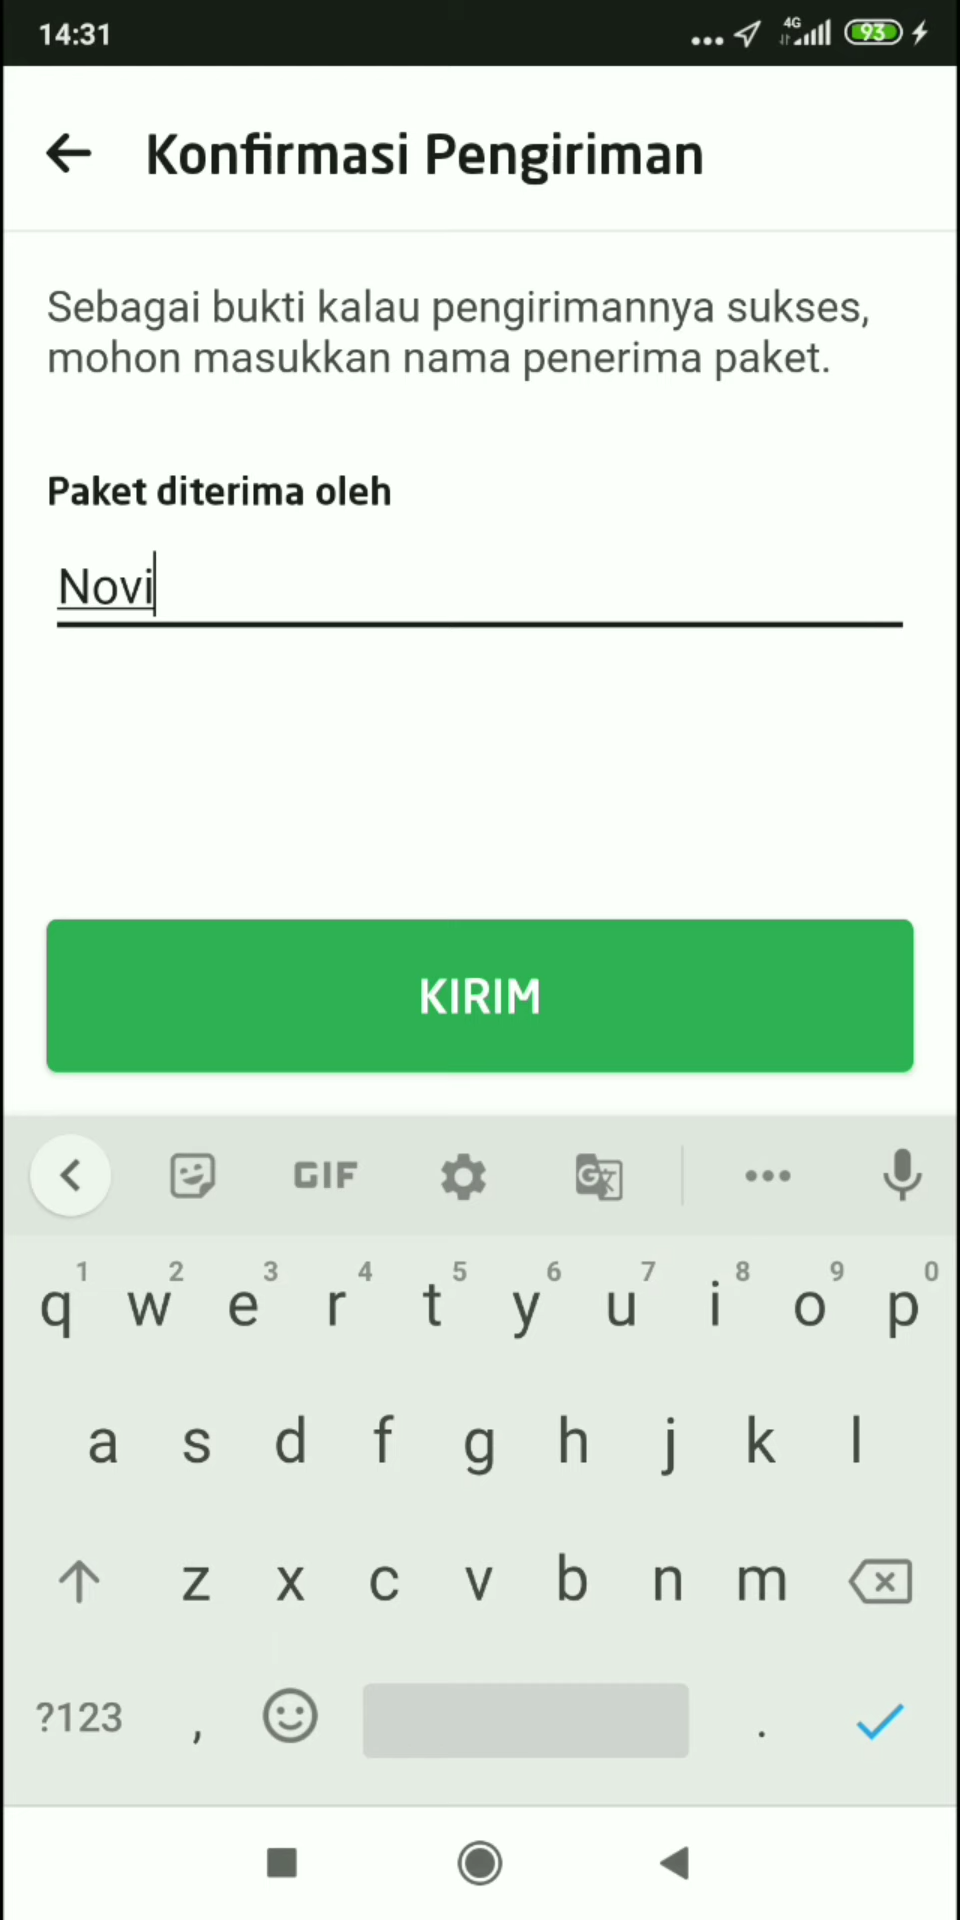 14:31
4G
93
Konfirmasi Pengiriman
Sebagai bukti kalau pengirimannya sukses,
mohon masukkan nama penerima paket.
Paket diterima oleh
Novi
KIRIM
GIF
G
1 2 3 4 5 6 7 8 9 0
q w e r t y u i o p
a s d f g h j k l
z x c v b n m
?123 , .